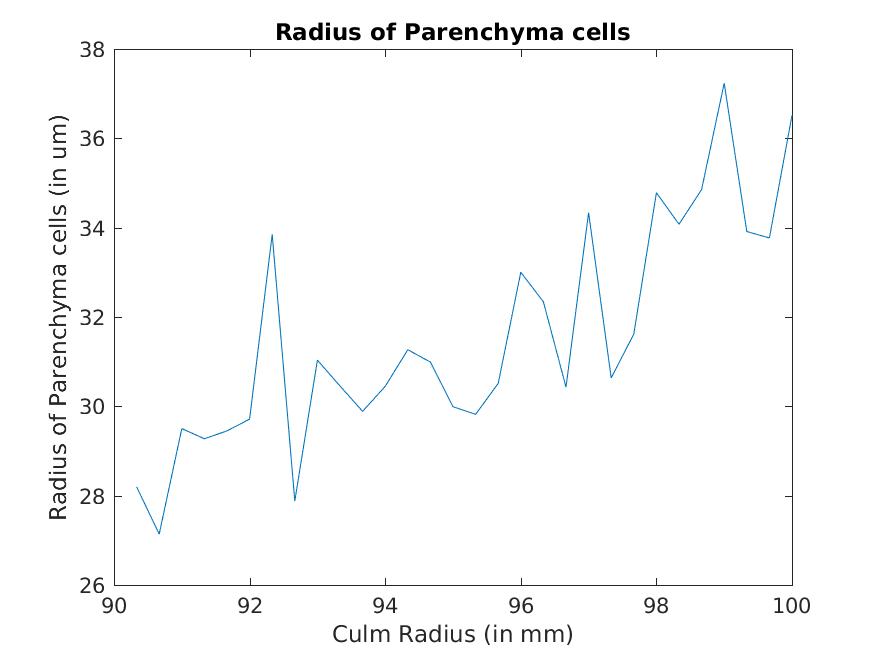 Radius of Parenchyma cells
Radius of Parenchyma cells (in um)
38
36
34
32
30
28
26
90 92 94 96 98 100
Culm Radius (in mm)